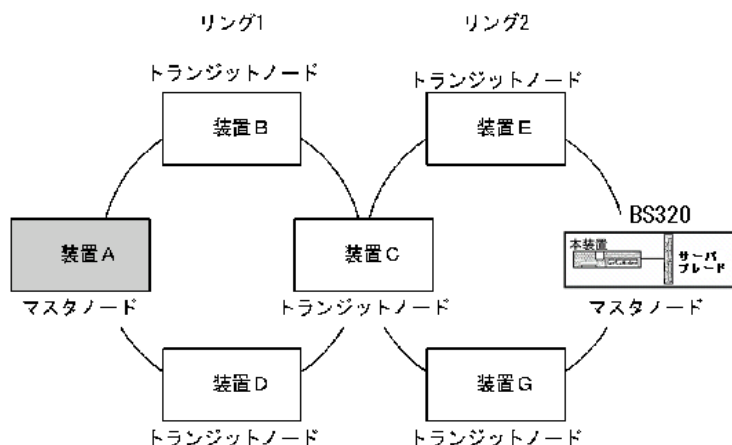 リング1
リング2
トランジットノード
トランジットノード
装置B
装置E
BS320
装置A
装置C
本装置
サーバ
ブレード
マスタノード
トランジットノード
マスタノード
装置D
装置G
トランジットノード
トランジットノード